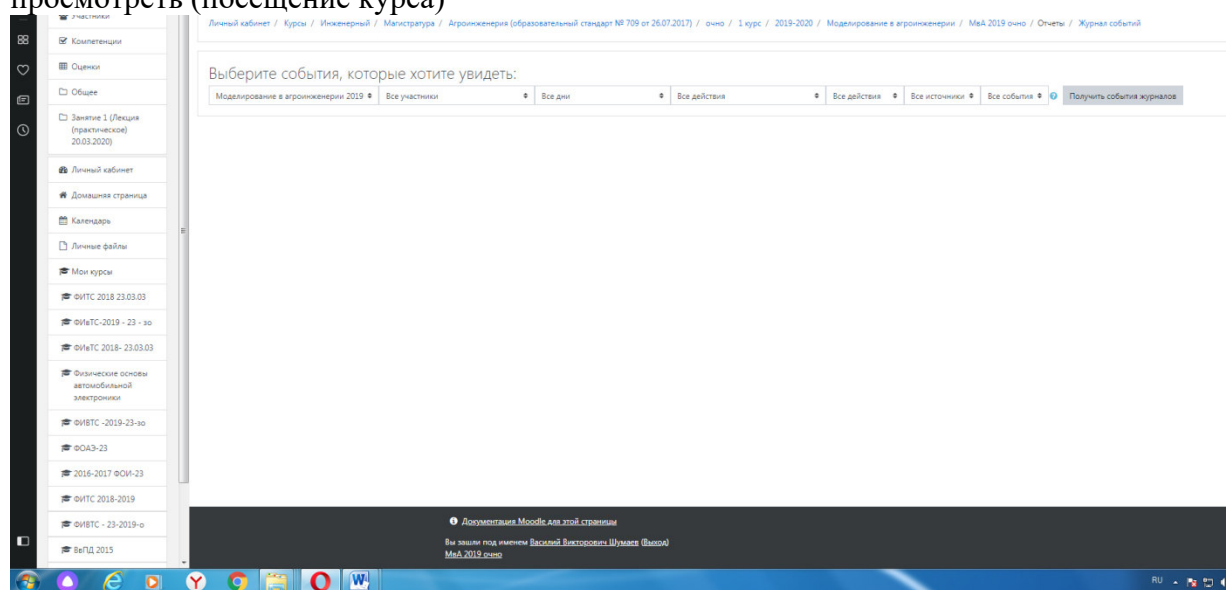 просмотреть (посещение курса)
Участники
Компетенции
Оценки
Общее
Занятие 1 (Лекция
(практическое)
20.03.2020)
Личный кабинет
Домашняя страница
Календарь
Личные файлы
Мои курсы
ФИТС 2018 23.03.03
ФИвТС-2019 - 23 - зо
ФИвТС 2018- 23.03.03
Физические основы
автомобильной
электроники
ФИВТС -2019-23-зо
ФОАЭ-23
2016-2017 ФОИ-23
ФИТС 2018-2019
ФИВТС - 23-2019-о
ВвПД 2015
Личный кабинет / Курсы / Инженерный / Магистратура / Агроинженерия (образовательный стандарт № 709 от 26.07.2017) / очно / 1 курс / 2019-2020 / Моделирование в агроинженерии / МвА 2019 очно / Отчеты / Журнал событий
Выберите события, которые хотите увидеть:
Моделирование в агроинженерии 2019 Все участники Все дни Все действия Все действия Все источники Все события Получить события журналов
Документация Moodle для этой страницы
Вы зашли под именем Василий Викторович Шумаев (Выход)
МвА 2019 очно
RU